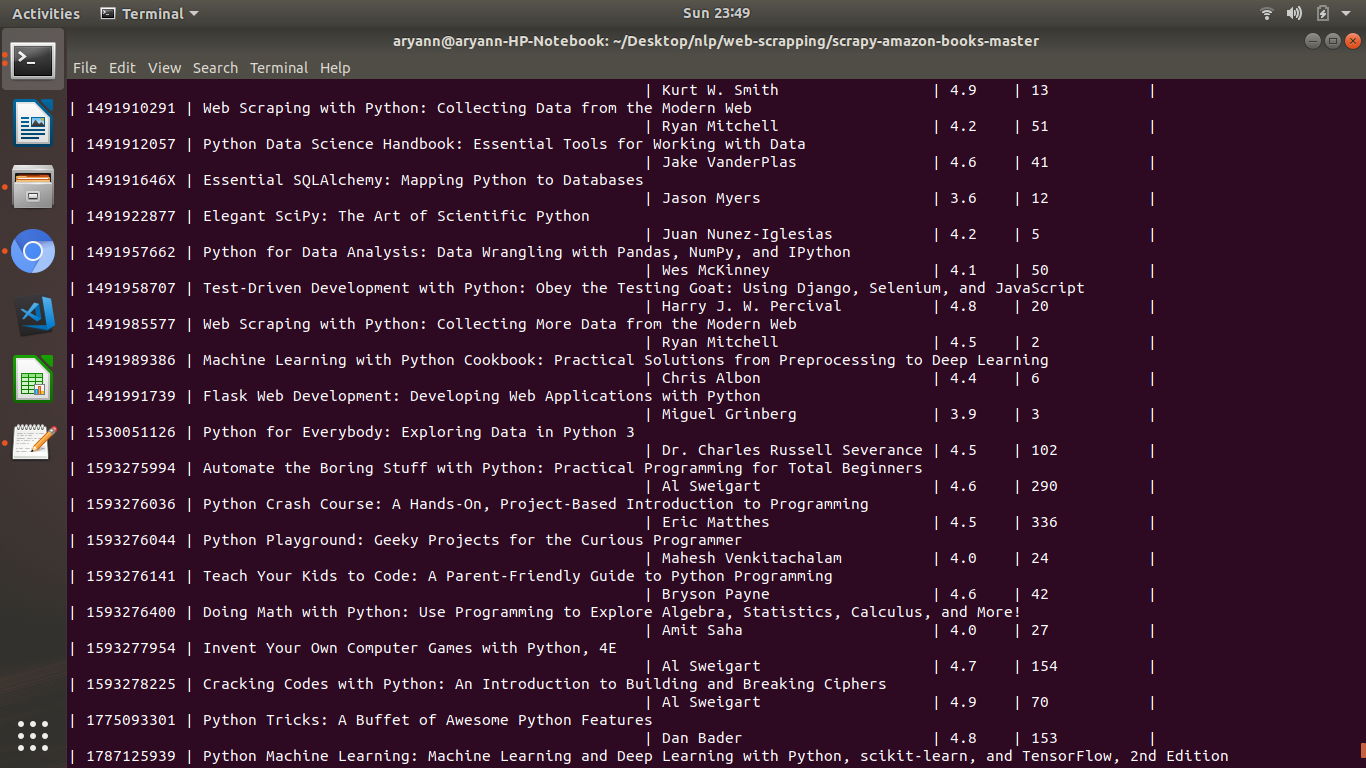 Activities Terminal Sun 23:49
aryann@aryann-HP-Notebook: ~/Desktop/nlp/web-scrapping/scrapy-amazon-books-master
File Edit View Search Terminal Help
| Kurt W. Smith | 4.9 | 13 |
| 1491910291 | Web Scraping with Python: Collecting Data from the Modern Web
| Ryan Mitchell | 4.2 | 51 |
| 1491912057 | Python Data Science Handbook: Essential Tools for Working with Data
| Jake VanderPlas | 4.6 | 41 |
| 149191646X | Essential SQLAlchemy: Mapping Python to Databases
| Jason Myers | 3.6 | 12 |
| 1491922877 | Elegant SciPy: The Art of Scientific Python
| Juan Nunez-Iglesias | 4.2 | 5 |
| 1491957662 | Python for Data Analysis: Data Wrangling with Pandas, NumPy, and IPython
| Wes McKinney | 4.1 | 50 |
| 1491958707 | Test-Driven Development with Python: Obey the Testing Goat: Using Django, Selenium, and JavaScript
| Harry J. W. Percival | 4.8 | 20 |
| 1491985577 | Web Scraping with Python: Collecting More Data from the Modern Web
| Ryan Mitchell | 4.5 | 2 |
| 1491989386 | Machine Learning with Python Cookbook: Practical Solutions from Preprocessing to Deep Learning
| Chris Albon | 4.4 | 6 |
| 1491991739 | Flask Web Development: Developing Web Applications with Python
| Miguel Grinberg | 3.9 | 3 |
| 1530051126 | Python for Everybody: Exploring Data in Python 3
| Dr. Charles Russell Severance | 4.5 | 102 |
| 1593275994 | Automate the Boring Stuff with Python: Practical Programming for Total Beginners
| Al Sweigart | 4.6 | 290 |
| 1593276036 | Python Crash Course: A Hands-On, Project-Based Introduction to Programming
| Eric Matthes | 4.5 | 336 |
| 1593276044 | Python Playground: Geeky Projects for the Curious Programmer
| Mahesh Venkitachalam | 4.0 | 24 |
| 1593276141 | Teach Your Kids to Code: A Parent-Friendly Guide to Python Programming
| Bryson Payne | 4.6 | 42 |
| 1593276400 | Doing Math with Python: Use Programming to Explore Algebra, Statistics, Calculus, and More!
| Amit Saha | 4.0 | 27 |
| 1593277954 | Invent Your Own Computer Games with Python, 4E
| Al Sweigart | 4.7 | 154 |
| 1593278225 | Cracking Codes with Python: An Introduction to Building and Breaking Ciphers
| Al Sweigart | 4.9 | 70 |
| 1775093301 | Python Tricks: A Buffet of Awesome Python Features
| Dan Bader | 4.8 | 153 |
| 1787125939 | Python Machine Learning: Machine Learning and Deep Learning with Python, scikit-learn, and TensorFlow, 2nd Edition